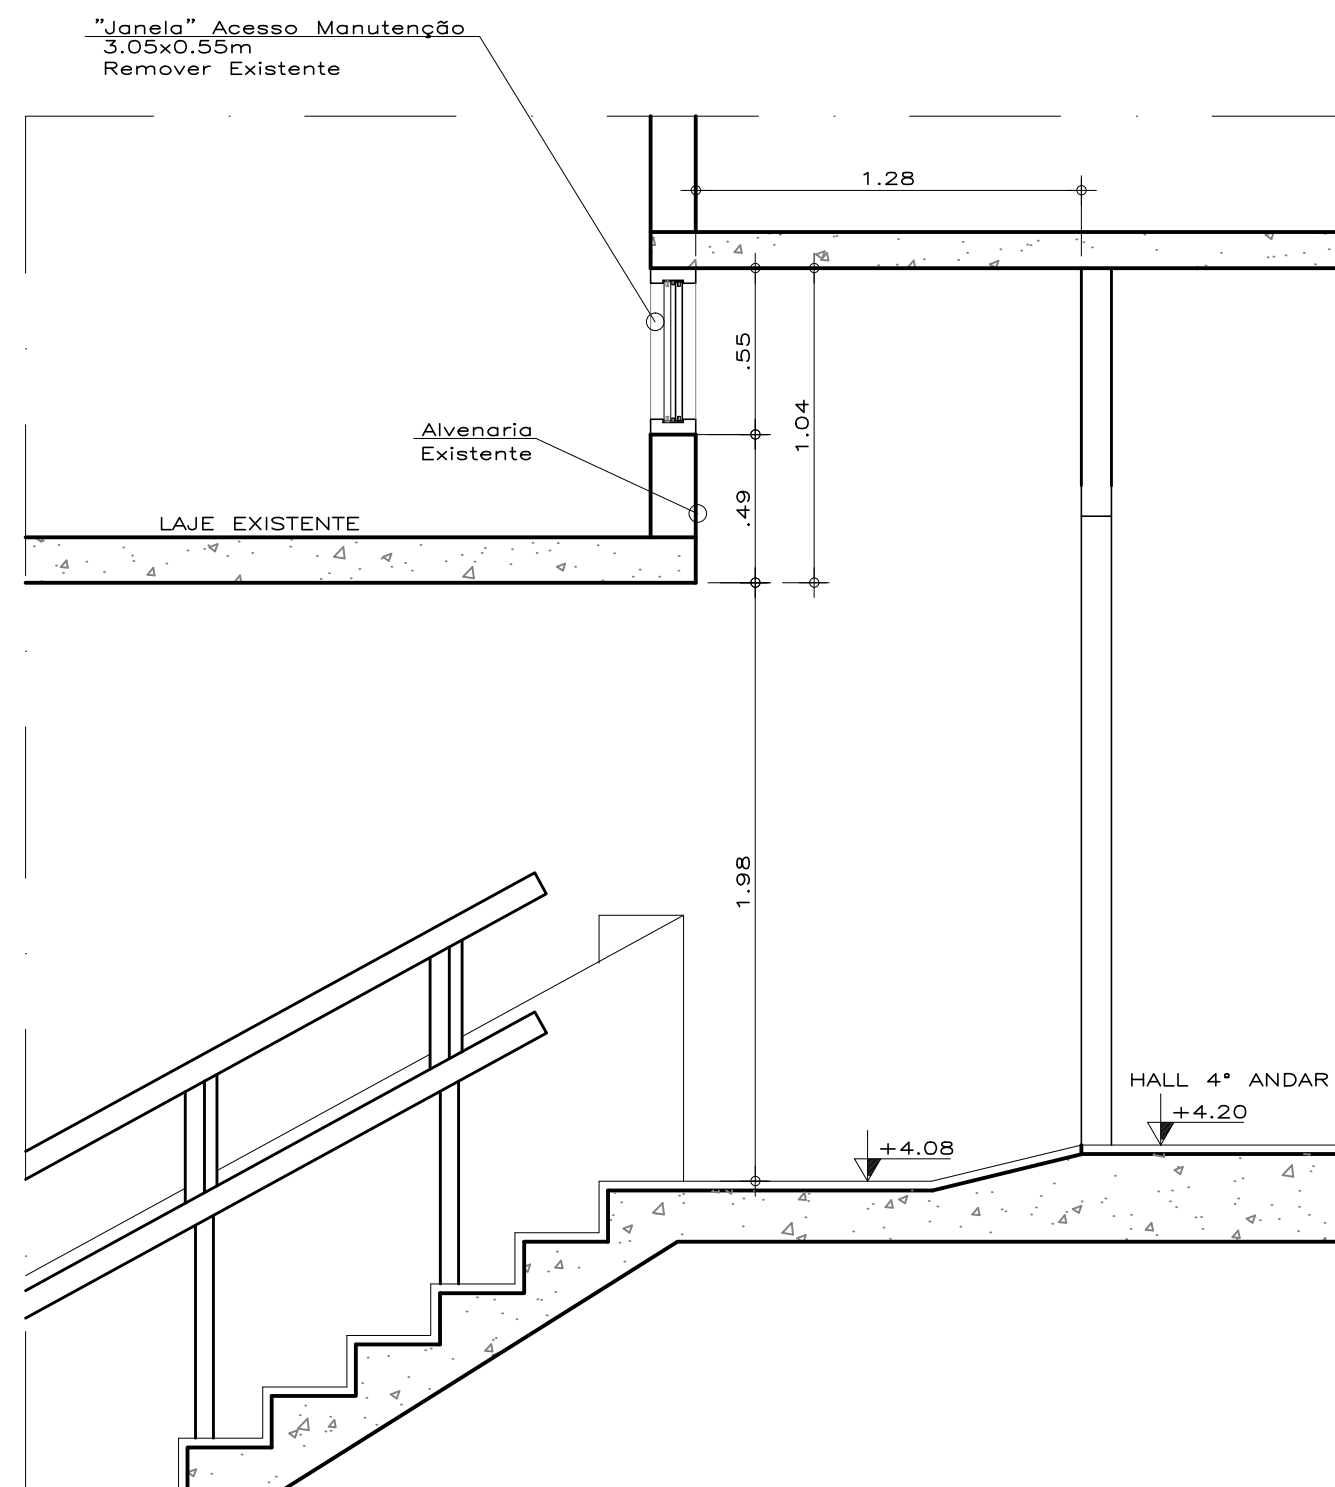 ”Janela” Acesso Manutenção
3.05x0.55m
Remover Existente
1.28
.55
1.04
Alvenaria
Existente
.49
LAJE EXISTENTE
1.98
HALL 4° ANDAR
+4.20
+4.08